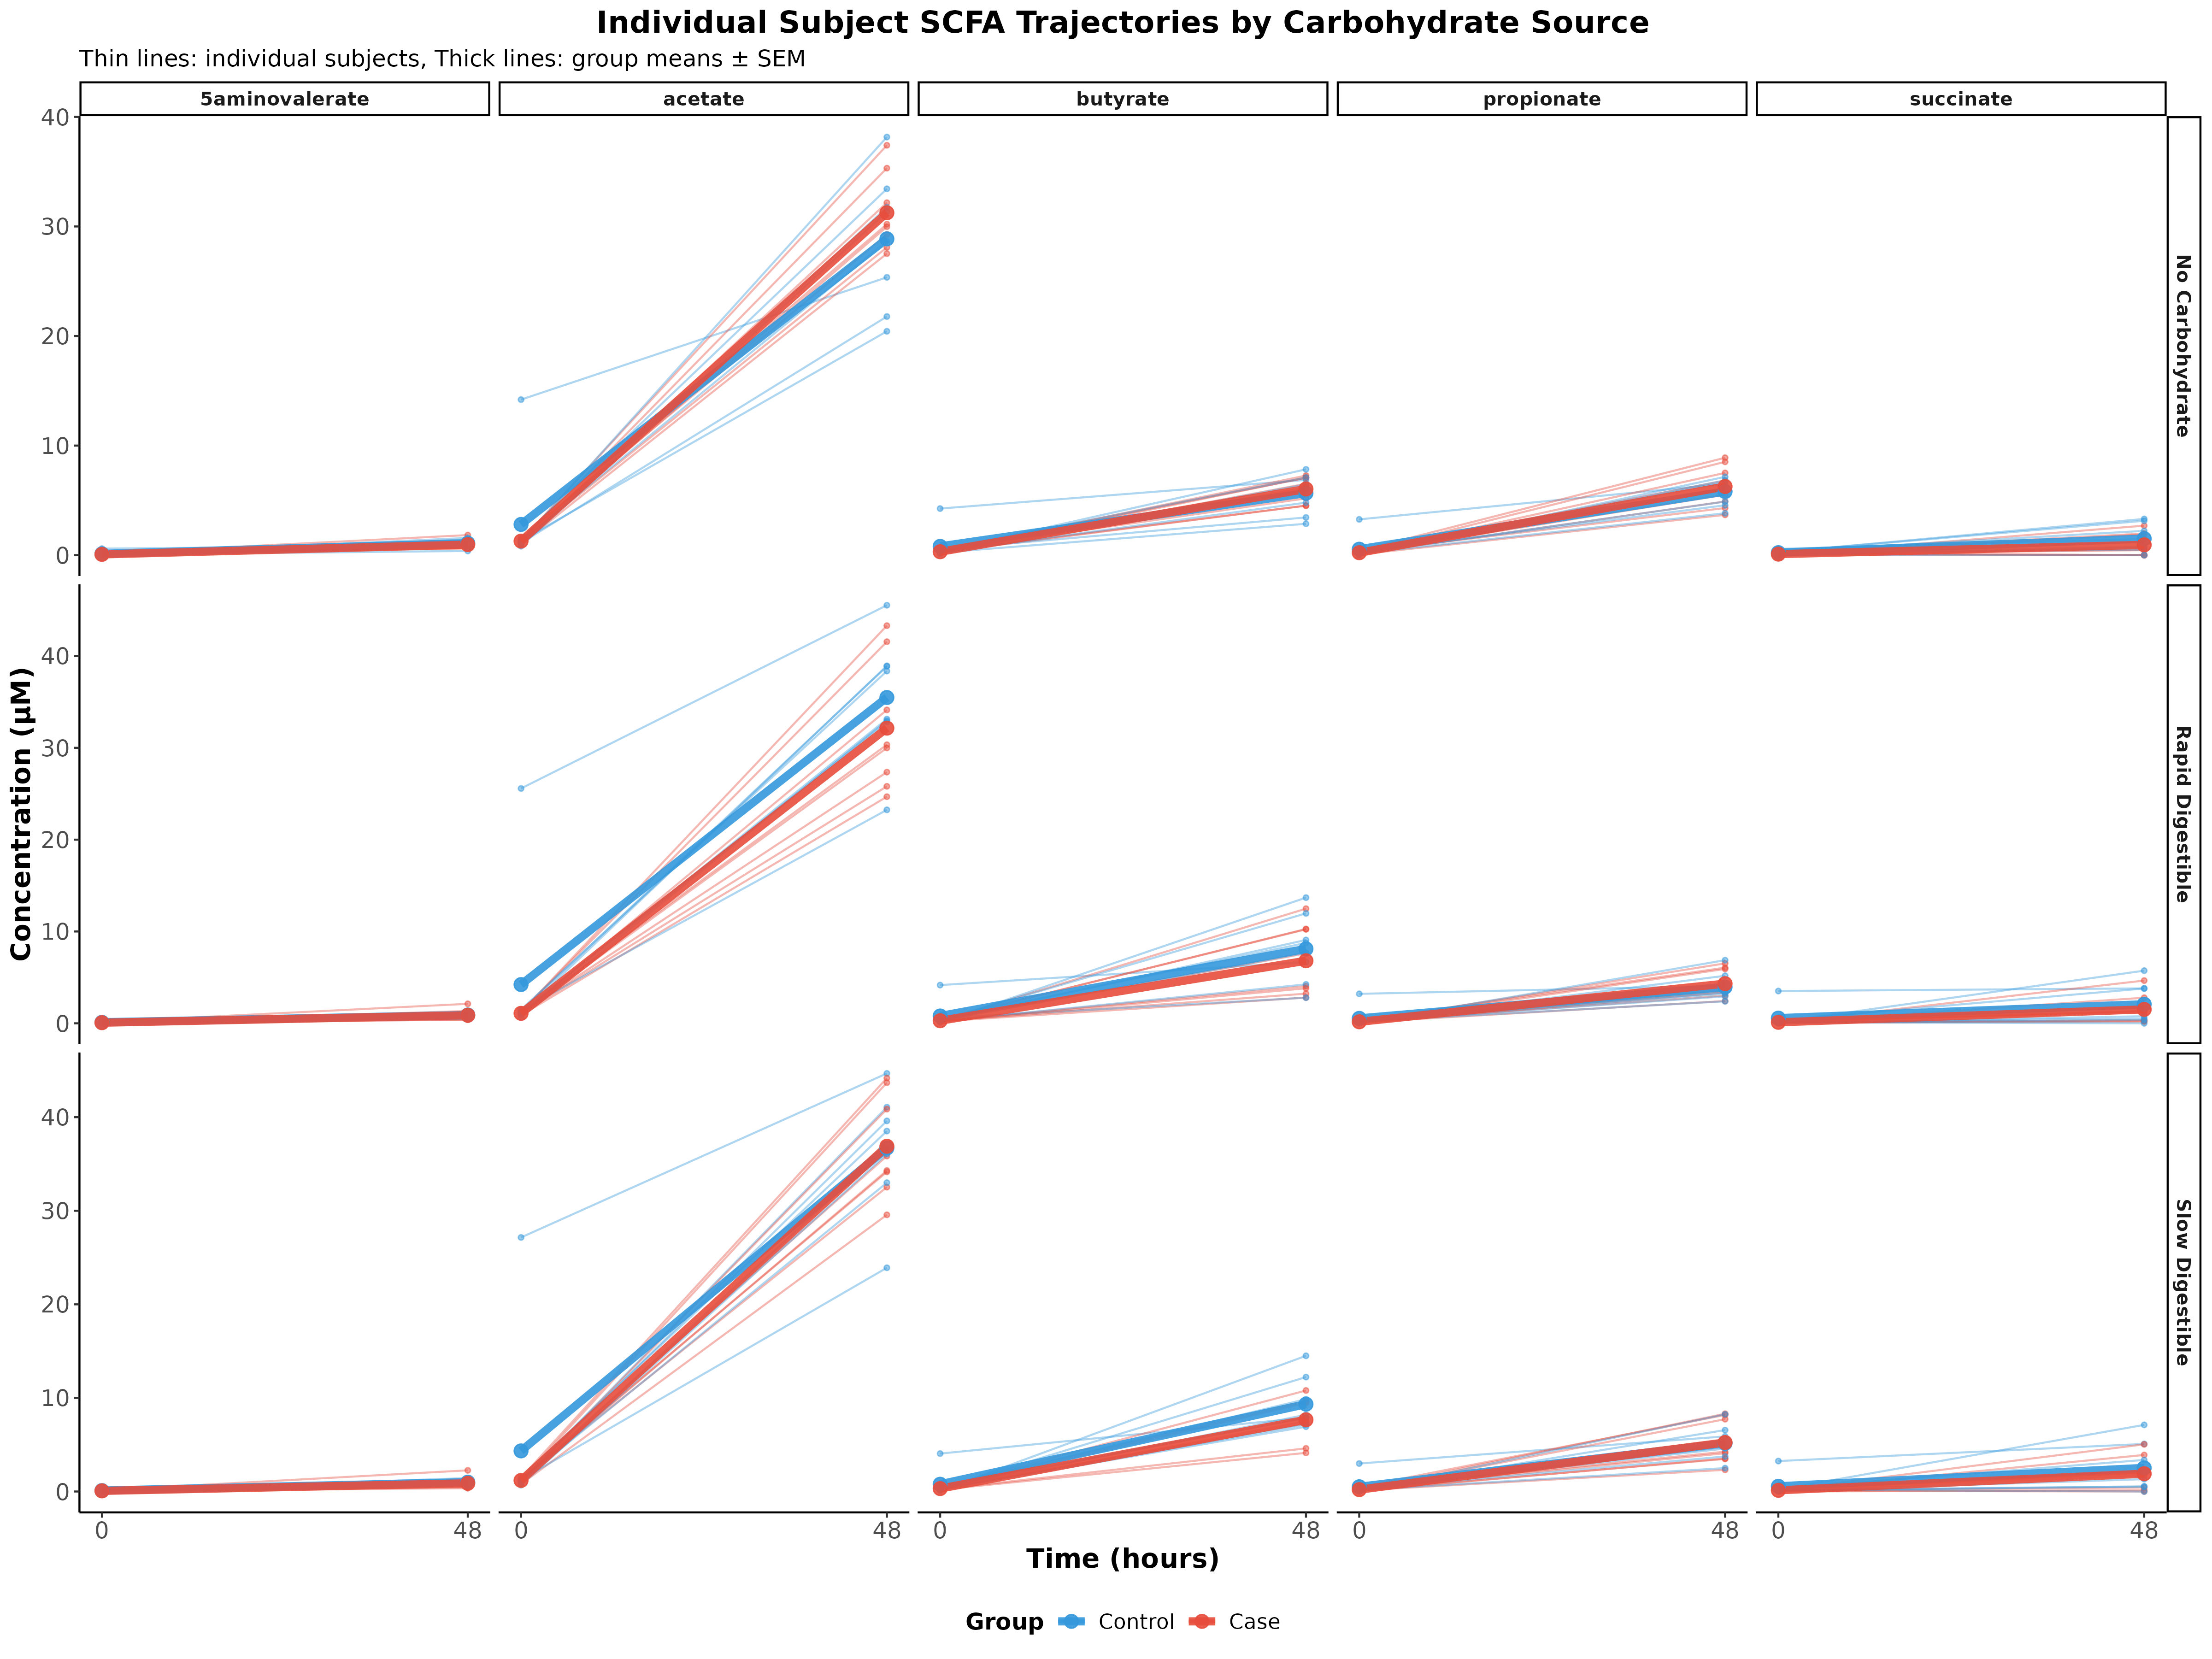 Individual Subject SCFA Trajectories by Carbohydrate Source
Thin lines: individual subjects, Thick lines: group means ± SEM
5aminovalerate acetate butyrate propionate succinate
40
30
20
10
0
No Carbohydrate
40
30
20
10
0
Rapid Digestible
40
30
20
10
0
Slow Digestible
Concentration (µM)
0 48 0 48 0 48 0 48 0 48
Time (hours)
Group Control Case